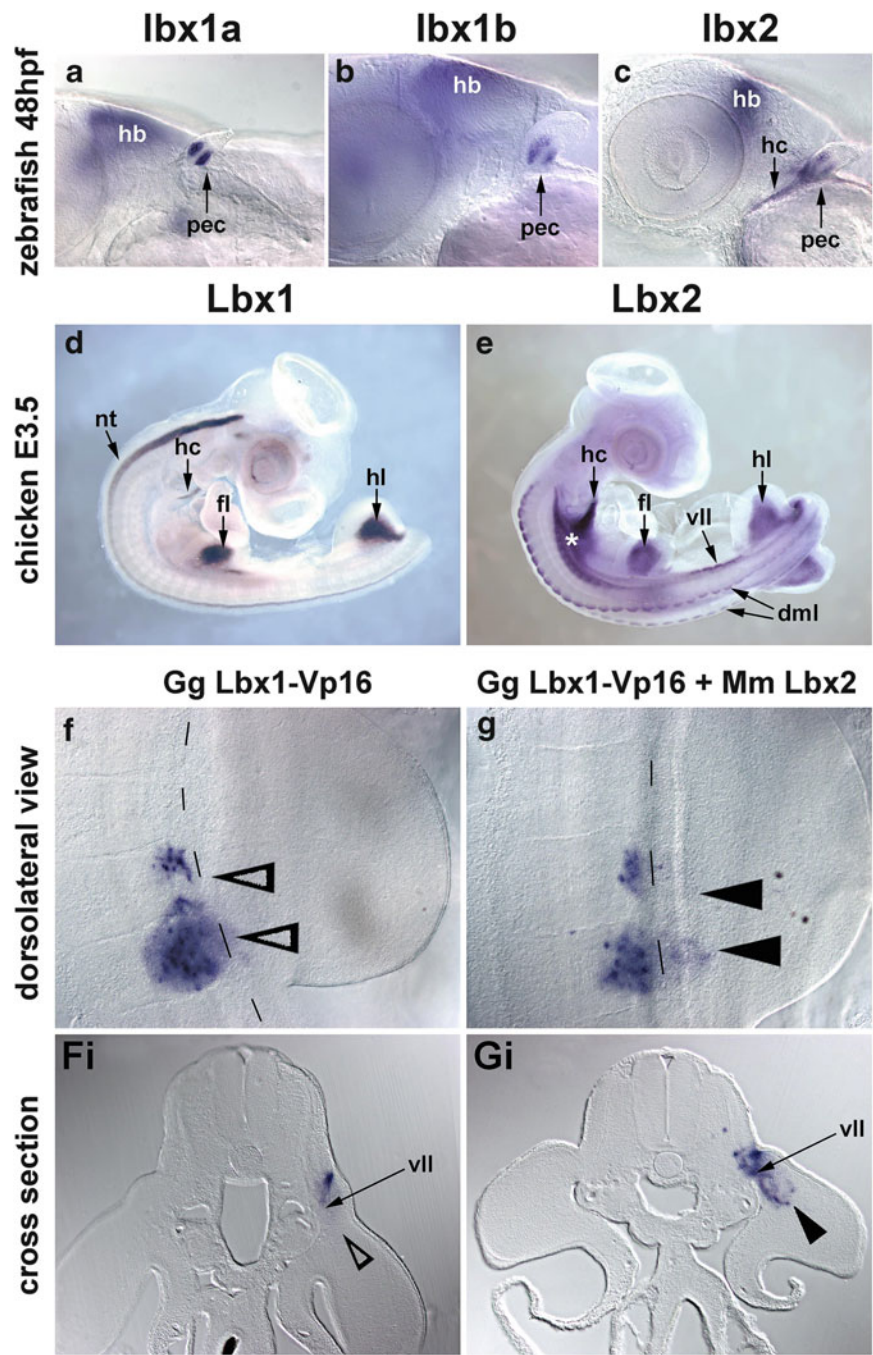 lbx1a lbx1b lbx2
zebrafish 48hpf
a
hb
pec
b
hb
pec
c
hb
hc
pec
Lbx1 Lbx2
chicken E3.5
d
nt
hc
fl
hl
e
hc
fl
vll
hl
*
dml
Gg Lbx1-Vp16 Gg Lbx1-Vp16 + Mm Lbx2
dorsolateral view
f
g
cross section
Fi
vll
Gi
vll